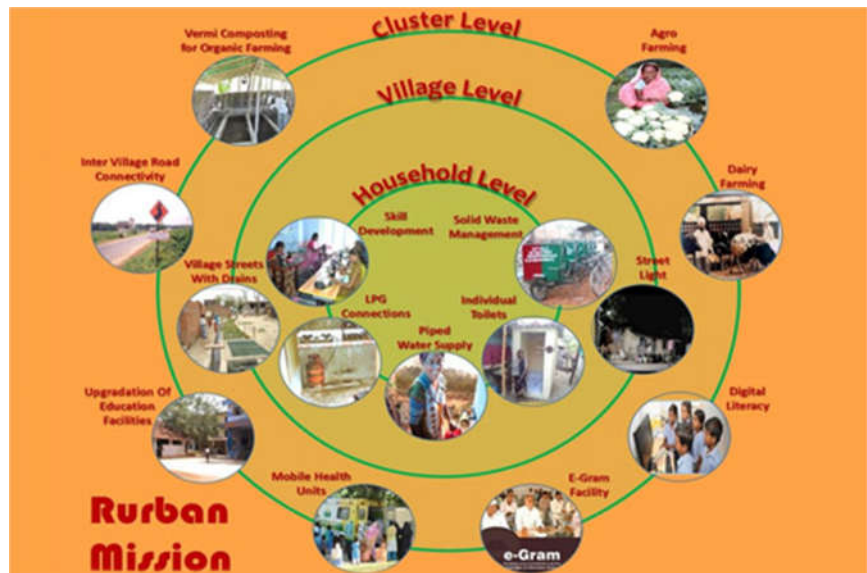 Cluster Level
Vermi Composting
for Organic Farming
Agro
Farming
Village Level
Inter Village Road
Connectivity
Dairy
Farming
Household Level
Skill
Development
Solid Waste
Management
Village Streets
With Drains
Street
Light
LPG
Connections
Individual
Toilets
Piped
Water Supply
Upgradation Of
Education
Facilities
Digital
Literacy
Mobile Health
Units
E-Gram
Facility
e-Gram
Rurban
Mission